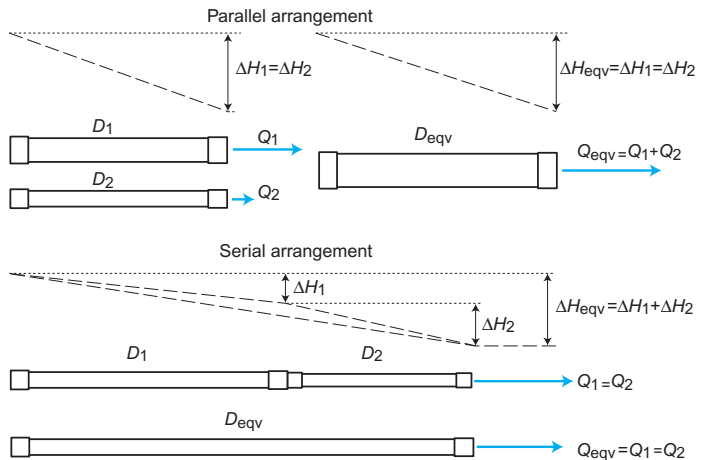 Parallel arrangement
ΔH1=ΔH2
ΔHeqv=ΔH1=ΔH2
D1
Q1
Deqv
Qeqv=Q1+Q2
D2
Q2
Serial arrangement
ΔH1
ΔH2
ΔHeqv=ΔH1+ΔH2
D1
D2
Q1=Q2
Deqv
Qeqv=Q1=Q2